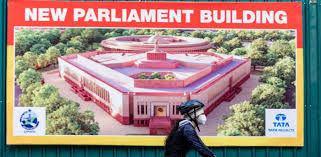 NEW PARLIAMENT BUILDING
TATA
TATA PROJECTS